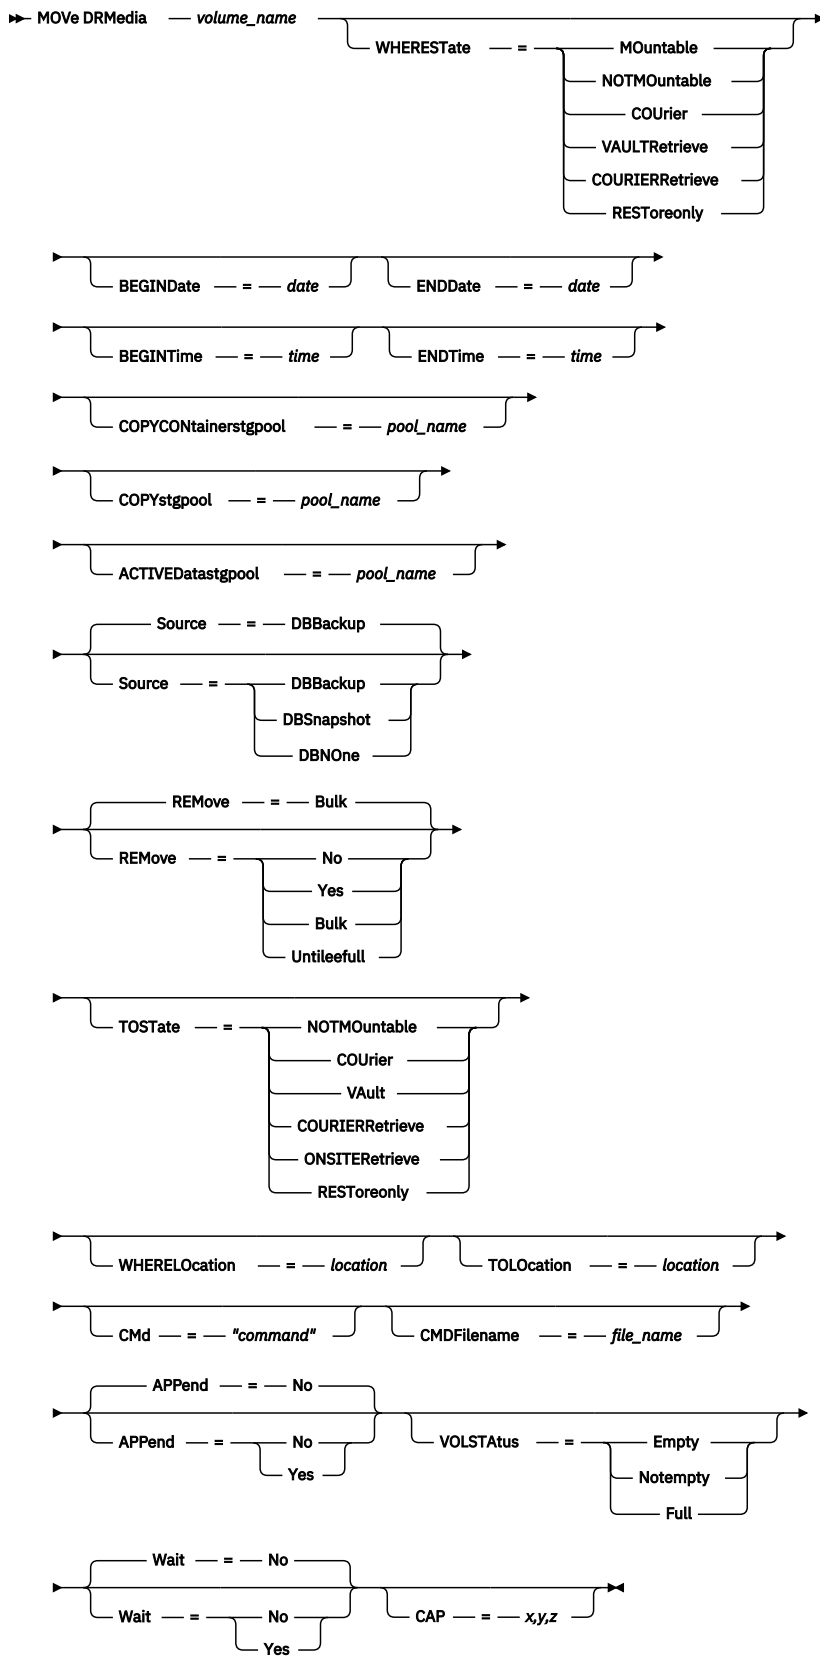 MOVe DRMedia volume_name
WHERESTate = MOuntable
NOTMOuntable
COUrier
VAULTRetrieve
COURIERRetrieve
RESToreonly
BEGINDate = date ENDDate = date
BEGINTime = time ENDTime = time
COPYCONtainerstgpool = pool_name
COPYstgpool = pool_name
ACTIVEDatastgpool = pool_name
Source = DBBackup
Source = DBBackup
DBSnapshot
DBNOne
REMove = Bulk
REMove = No
Yes
Bulk
Untileefull
TOSTate = NOTMOuntable
COUrier
VAult
COURIERRetrieve
ONSITERetrieve
RESToreonly
WHERELOcation = location TOLOcation = location
CMd = "command" CMDFilename = file_name
APPend = No
APPend = No VOLSTAtus = Empty
Yes Notempty
Full
Wait = No
Wait = No CAP = x,y,z
Yes